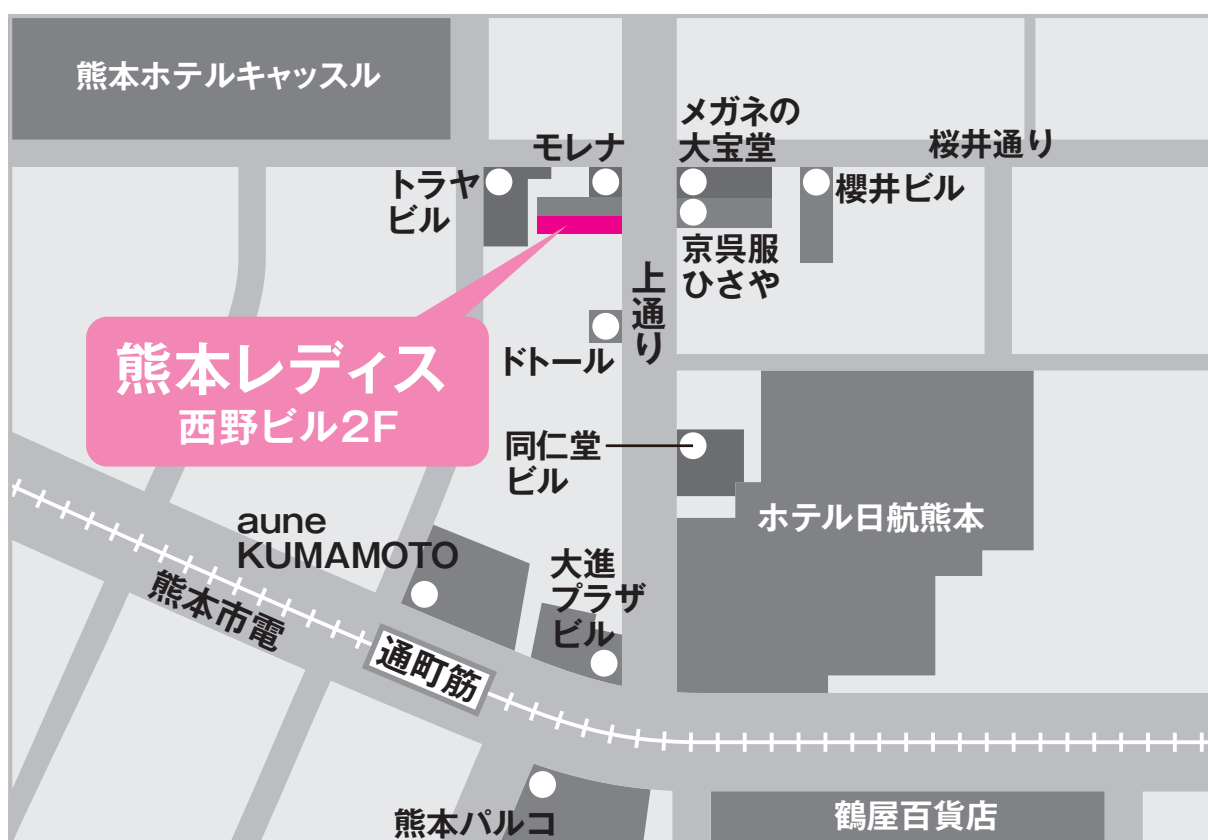 熊本ホテルキャッスル
モレナ
メガネの
大宝堂
桜井通り
トラヤ
ビル
櫻井ビル
京呉服
ひさや
上通り
熊本レディス
西野ビル2F
ドトール
同仁堂
ビル
ホテル日航熊本
aune
KUMAMOTO
大進
プラザ
ビル
熊本市電
通町筋
熊本パルコ
鶴屋百貨店